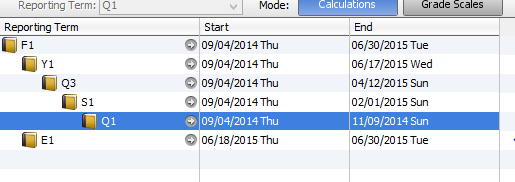 Reporting Term: Q1 Mode: Calculations Grade Scales
Reporting Term Start End
F1 09/04/2014 Thu 06/30/2015 Tue
Y1 09/04/2014 Thu 06/17/2015 Wed
Q3 09/04/2014 Thu 04/12/2015 Sun
S1 09/04/2014 Thu 02/01/2015 Sun
Q1 09/04/2014 Thu 11/09/2014 Sun
E1 06/18/2015 Thu 06/30/2015 Tue